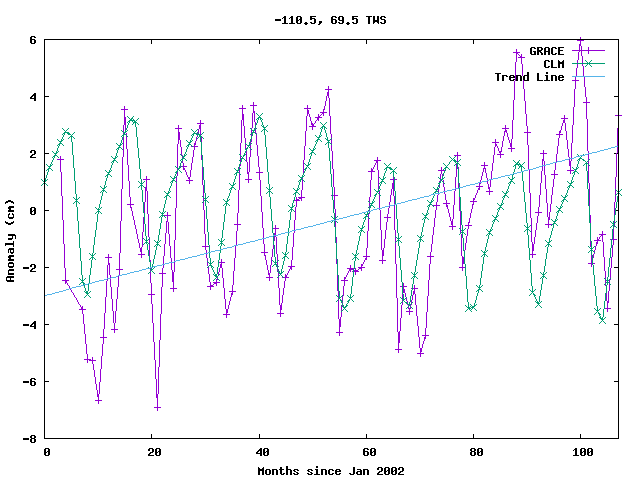 -110.5, 69.5 TWS
GRACE
CLM
Trend Line
6
4
2
0
-2
-4
-6
-8
Anomaly (cm)
0 20 40 60 80 100
Months since Jan 2002